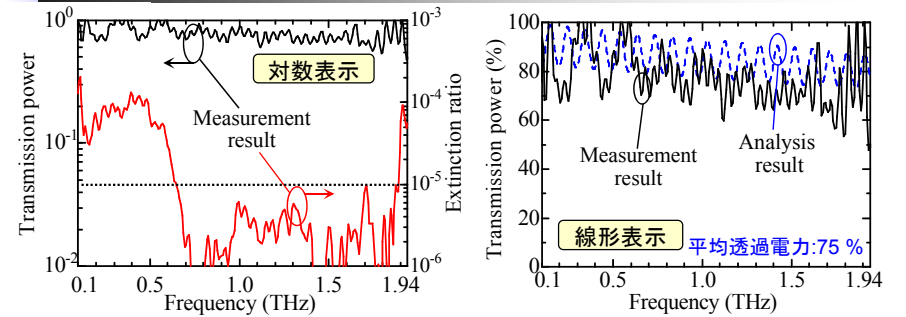 10⁰
10⁻¹
10⁻²
Transmission power
10⁻³
10⁻⁴
10⁻⁵
10⁻⁶
Extinction ratio
対数表示
Measurement
result
0.1
0.5
1.0
1.5
1.94
Frequency (THz)
100
80
60
40
20
0
Transmission power (%)
Measurement
result
Analysis
result
線形表示
平均透過電力:75 %
0.1
0.5
1.0
1.5
1.94
Frequency (THz)